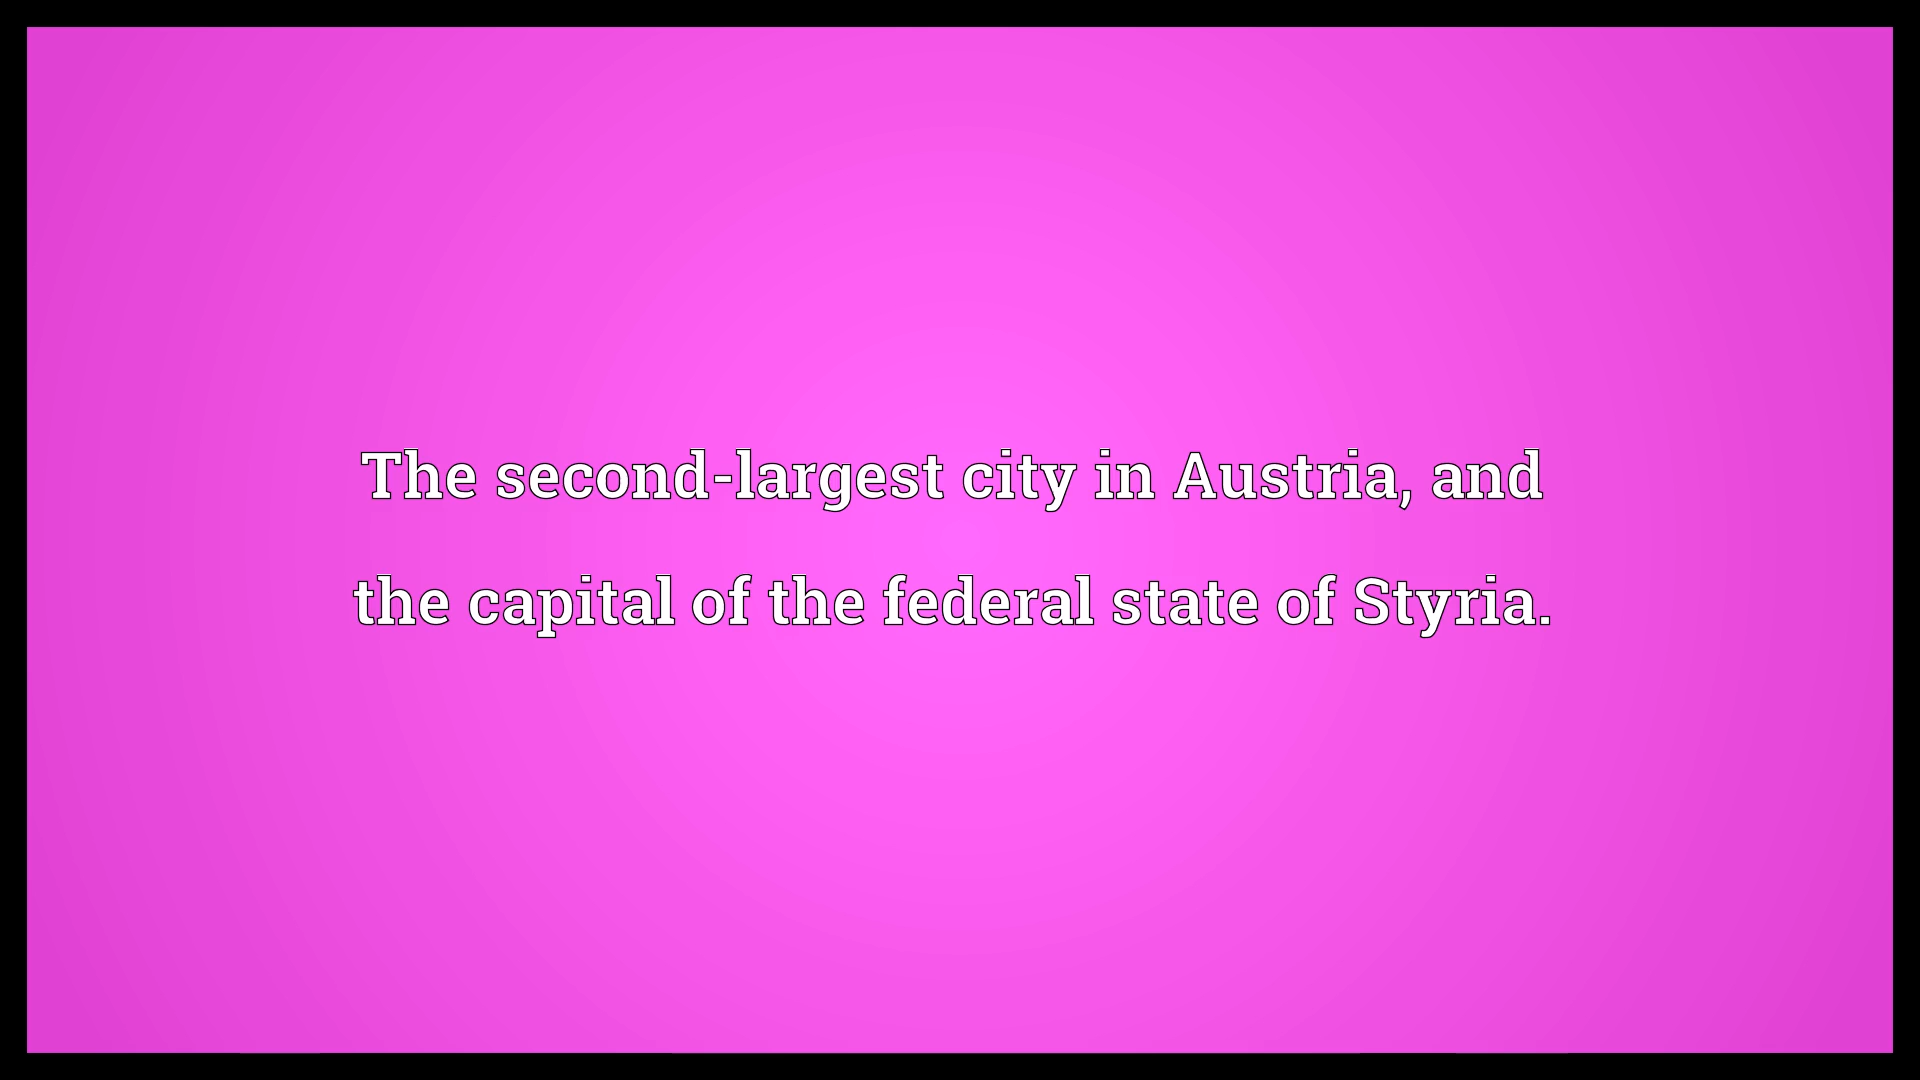 The second-largest city in Austria, and
the capital of the federal state of Styria.